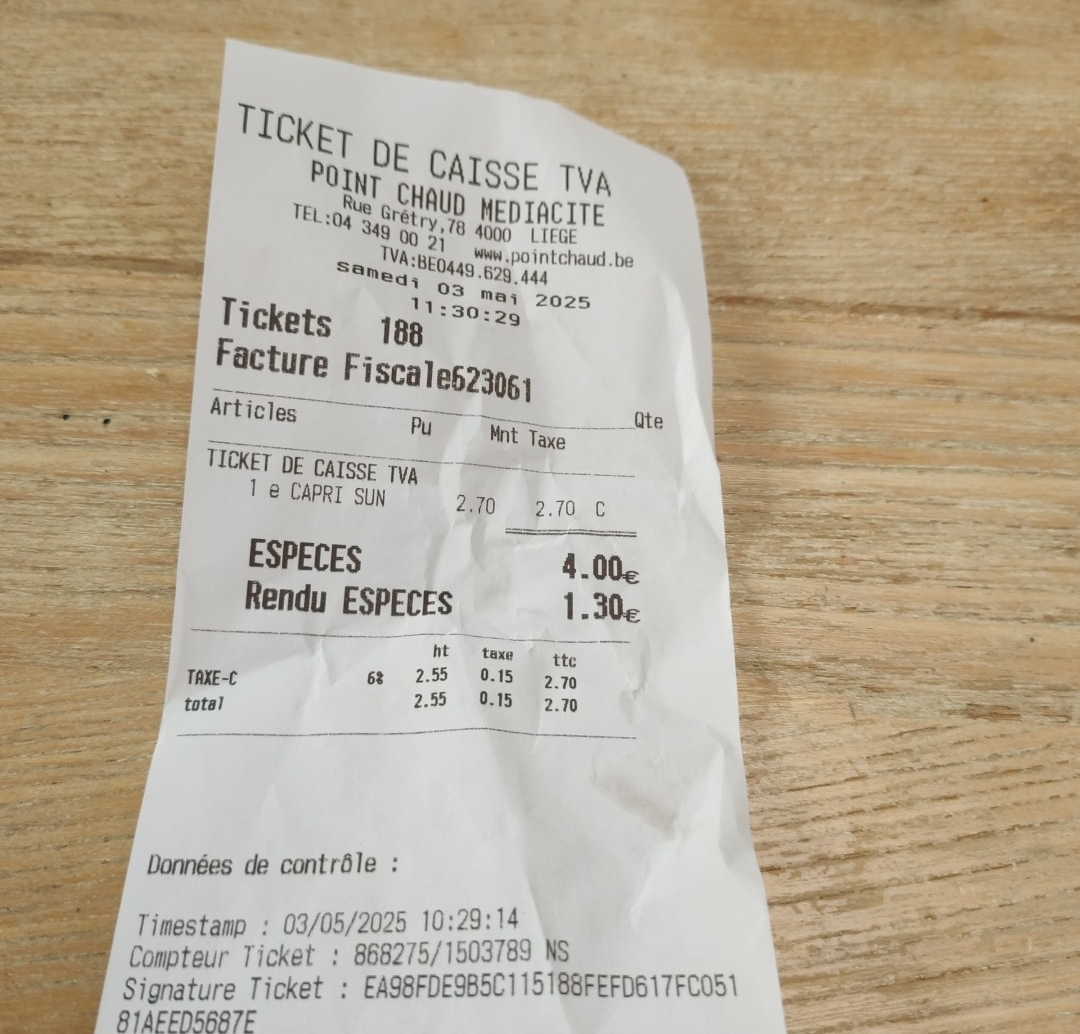 TICKET DE CAISSE TVA
POINT CHAUD MEDIACITE
Rue Grétry,78 4000 LIEGE
TEL:04 349 00 21 www.pointchaud.be
TVA:BE0449.629.444
samedi 03 mai 2025
11:30:29
Tickets 188
Facture Fiscale623061
Articles Pu Mnt Taxe Qte
TICKET DE CAISSE TVA
1 e CAPRI SUN 2.70 2.70 C
ESPECES 4.00€
Rendu ESPECES 1.30€
ht taxe ttc
TAXE-C 6% 2.55 0.15 2.70
total 2.55 0.15 2.70
Données de contrôle :
Timestamp : 03/05/2025 10:29:14
Compteur Ticket : 868275/1503789 NS
Signature Ticket : EA98FDE9B5C115188FEFD617FC051
81AEED5687E